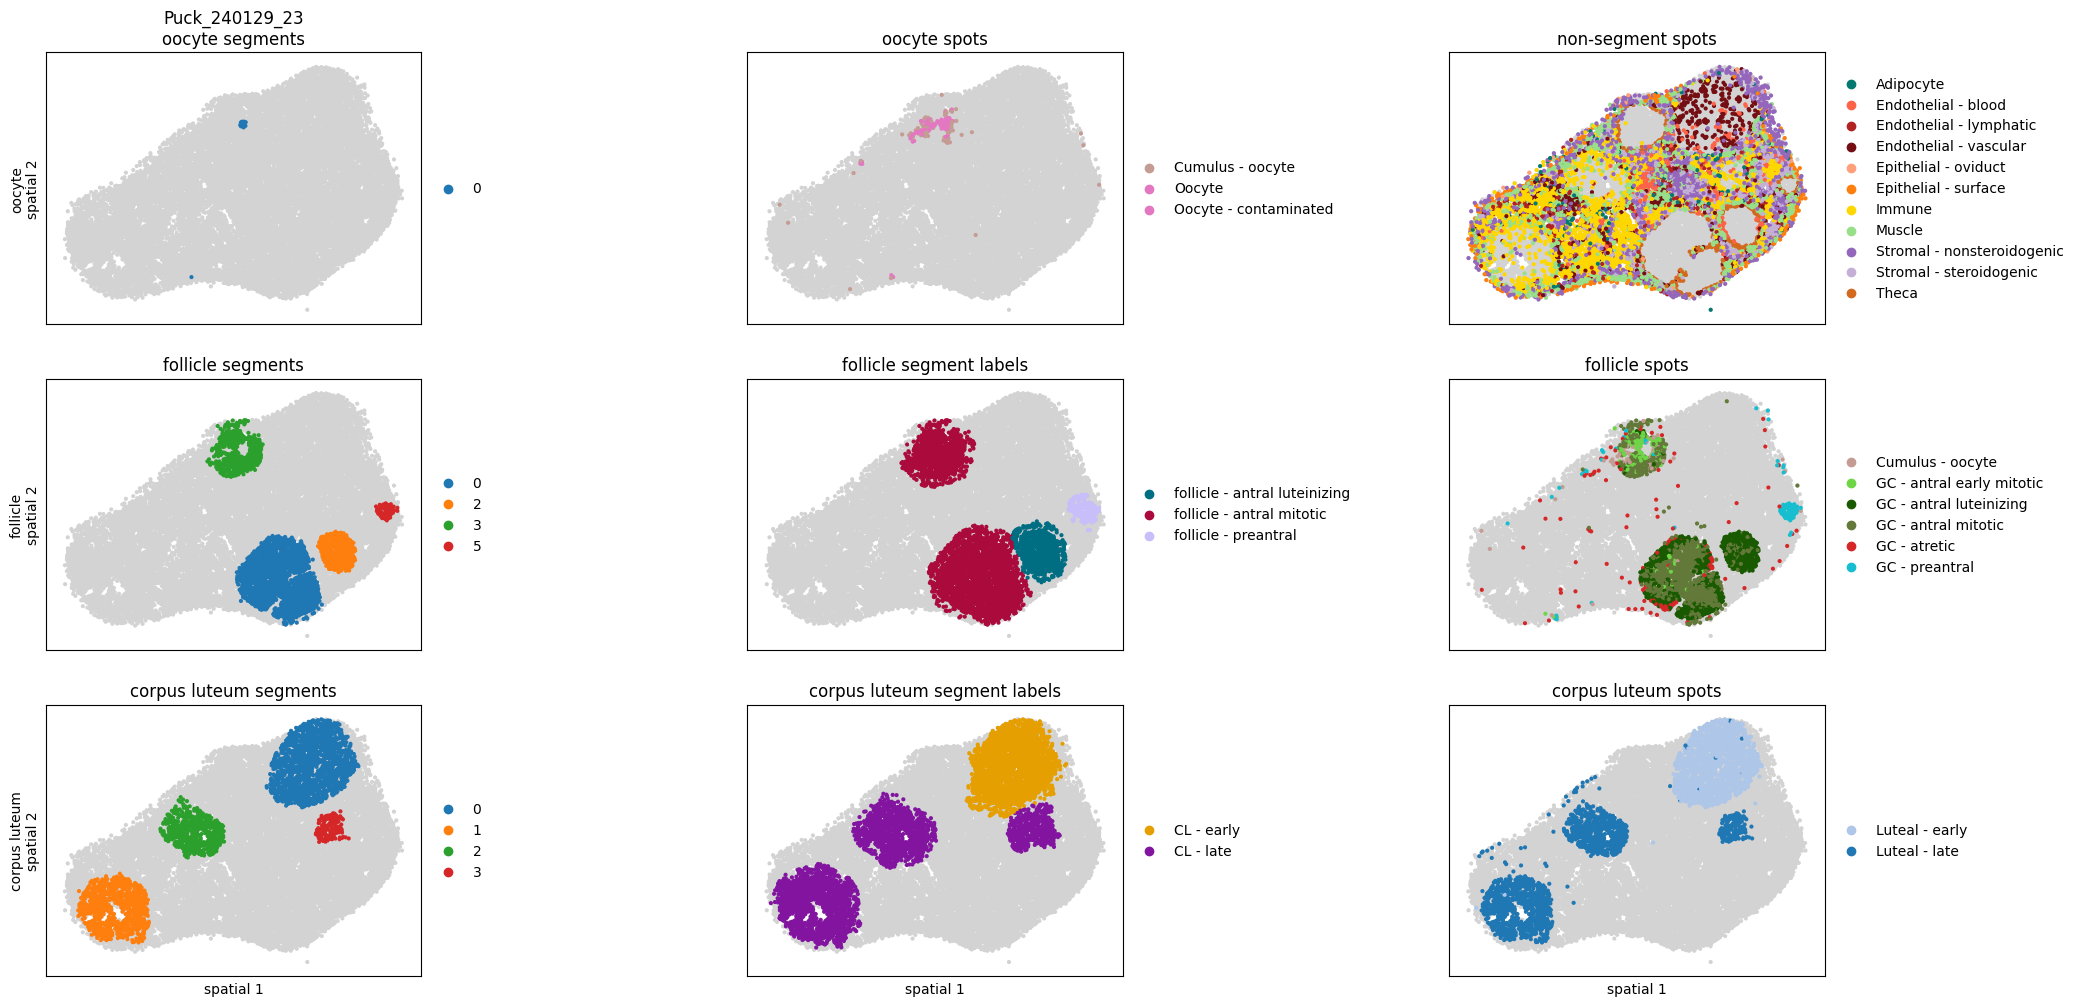 Puck_240129_23
oocyte segments
oocyte
spatial 2
0
oocyte spots
Cumulus - oocyte
Oocyte
Oocyte - contaminated
non-segment spots
Adipocyte
Endothelial - blood
Endothelial - lymphatic
Endothelial - vascular
Epithelial - oviduct
Epithelial - surface
Immune
Muscle
Stromal - nonsteroidogenic
Stromal - steroidogenic
Theca
follicle segments
follicle
spatial 2
0
2
3
5
follicle segment labels
follicle - antral luteinizing
follicle - antral mitotic
follicle - preantral
follicle spots
Cumulus - oocyte
GC - antral early mitotic
GC - antral luteinizing
GC - antral mitotic
GC - atretic
GC - preantral
corpus luteum segments
corpus luteum
spatial 2
0
1
2
3
spatial 1
corpus luteum segment labels
CL - early
CL - late
spatial 1
corpus luteum spots
Luteal - early
Luteal - late
spatial 1